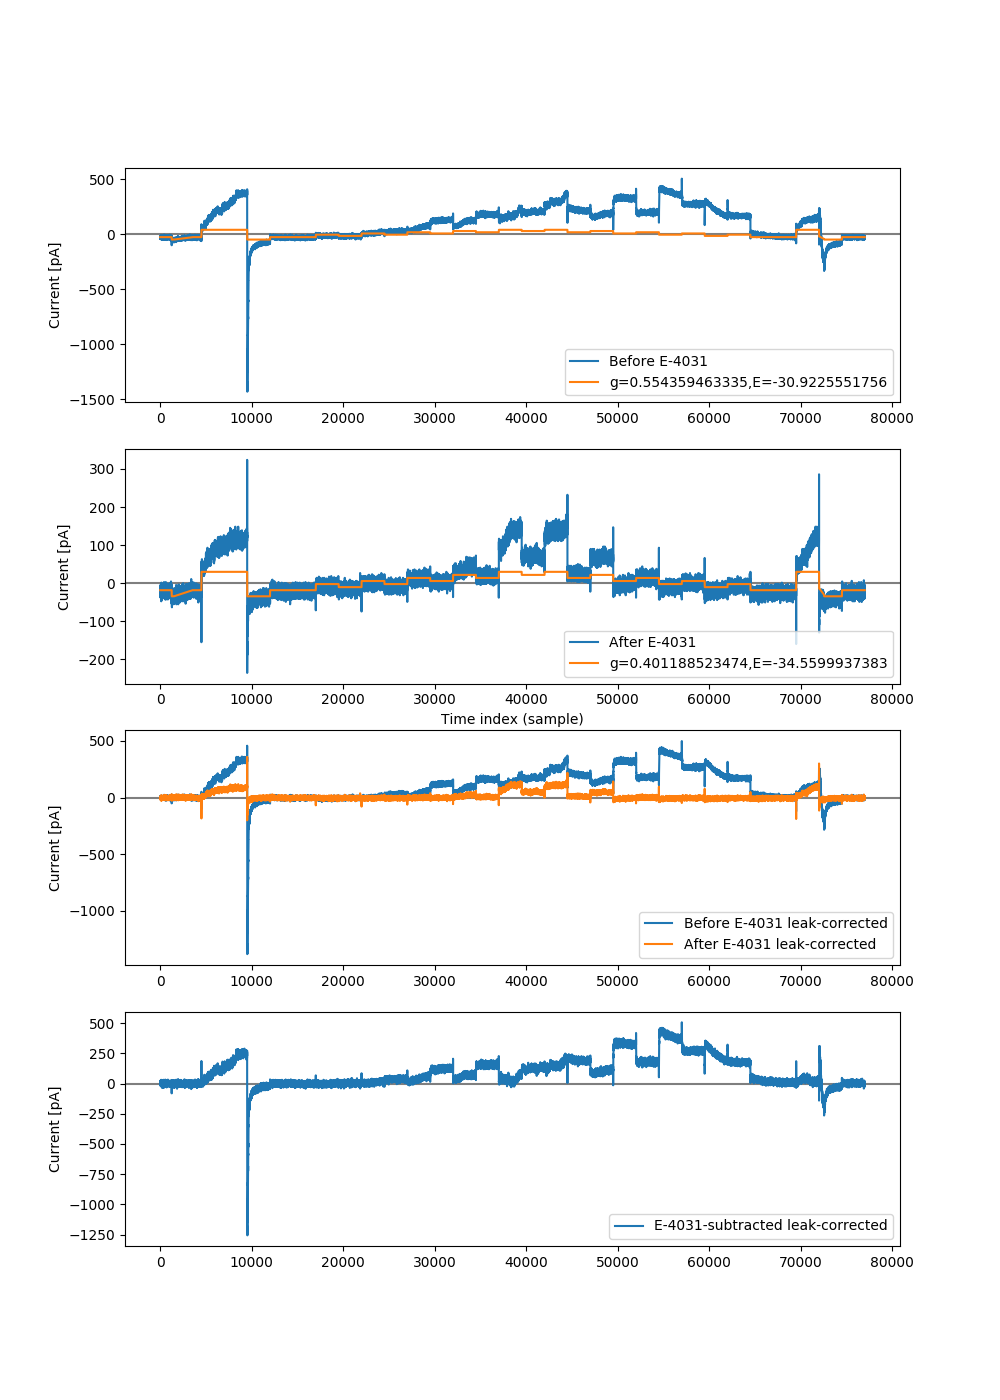 500
0
−500
−1000
−1500
Current [pA]
Before E-4031
g=0.554359463335,E=-30.9225551756
0 10000 20000 30000 40000 50000 60000 70000 80000
300
200
100
0
−100
−200
Current [pA]
After E-4031
g=0.401188523474,E=-34.5599937383
0 10000 20000 30000 40000 50000 60000 70000 80000
Time index (sample)
500
0
−500
−1000
Current [pA]
Before E-4031 leak-corrected
After E-4031 leak-corrected
0 10000 20000 30000 40000 50000 60000 70000 80000
500
250
0
−250
−500
−750
−1000
−1250
Current [pA]
E-4031-subtracted leak-corrected
0 10000 20000 30000 40000 50000 60000 70000 80000